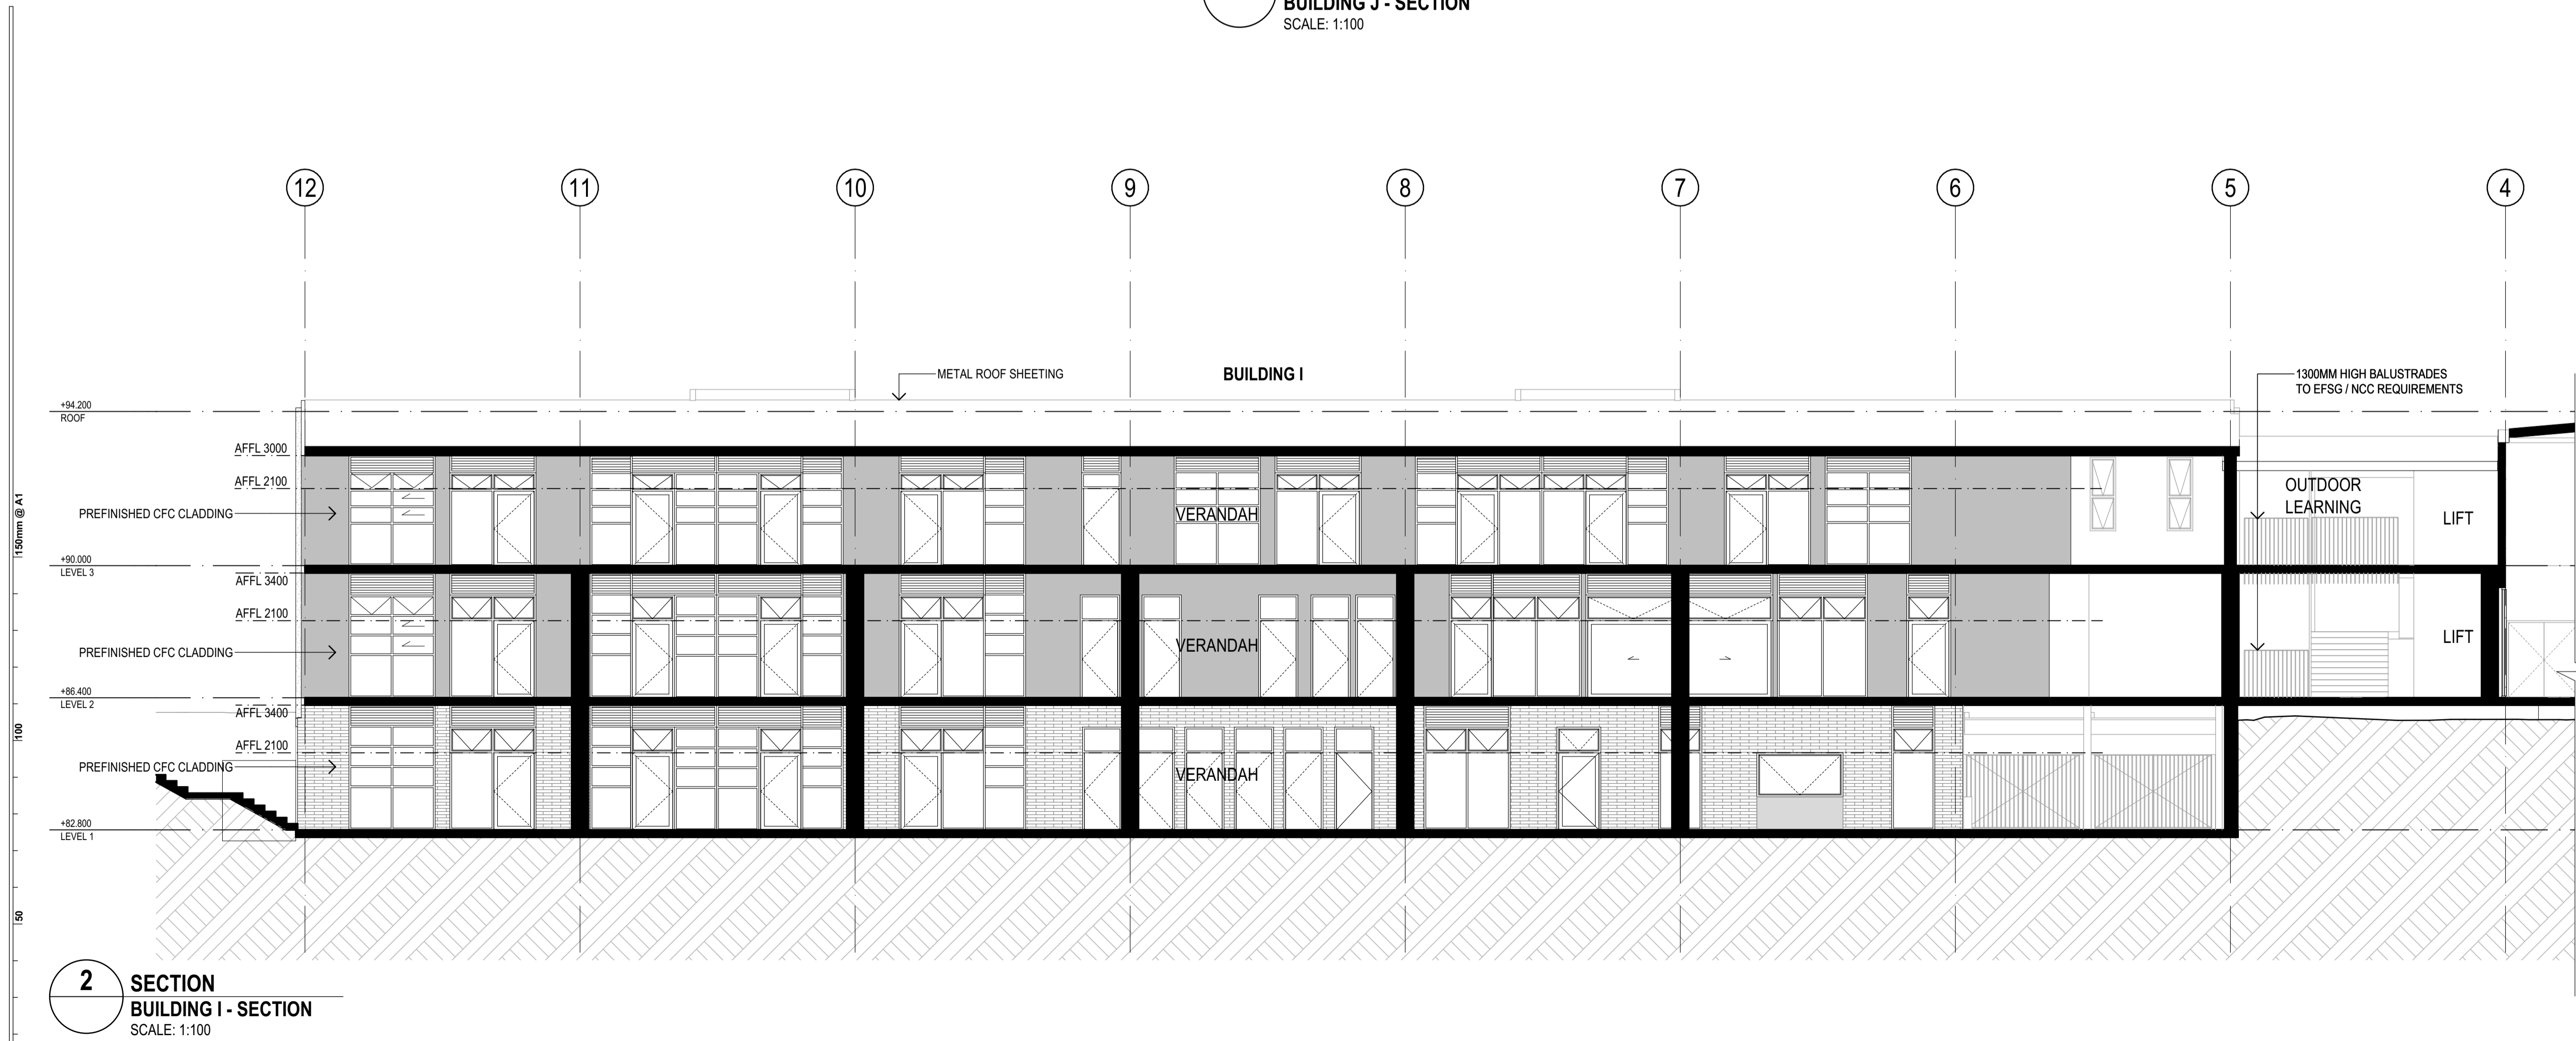 BUILDING J - SECTION
SCALE: 1:100
12
11
10
9
8
7
6
5
4
METAL ROOF SHEETING
BUILDING I
1300MM HIGH BALUSTRADES
TO EFSG / NCC REQUIREMENTS
+94.200
ROOF
AFFL 3000
AFFL 2100
PREFINISHED CFC CLADDING
VERANDAH
OUTDOOR
LEARNING
LIFT
+90.000
LEVEL 3
AFFL 3400
AFFL 2100
PREFINISHED CFC CLADDING
VERANDAH
LIFT
+86.400
LEVEL 2
AFFL 3400
AFFL 2100
PREFINISHED CFC CLADDING
VERANDAH
+82.800
LEVEL 1
150mm @ A1
100
50
2
SECTION
BUILDING I - SECTION
SCALE: 1:100